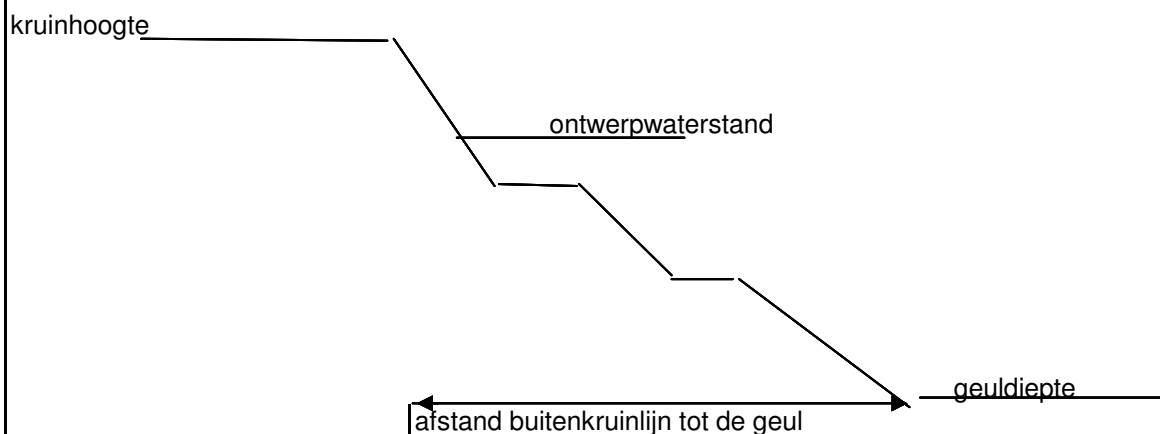 kruinhoogte
ontwerpwaterstand
geuldiepte
afstand buitenkruinlijn tot de geul